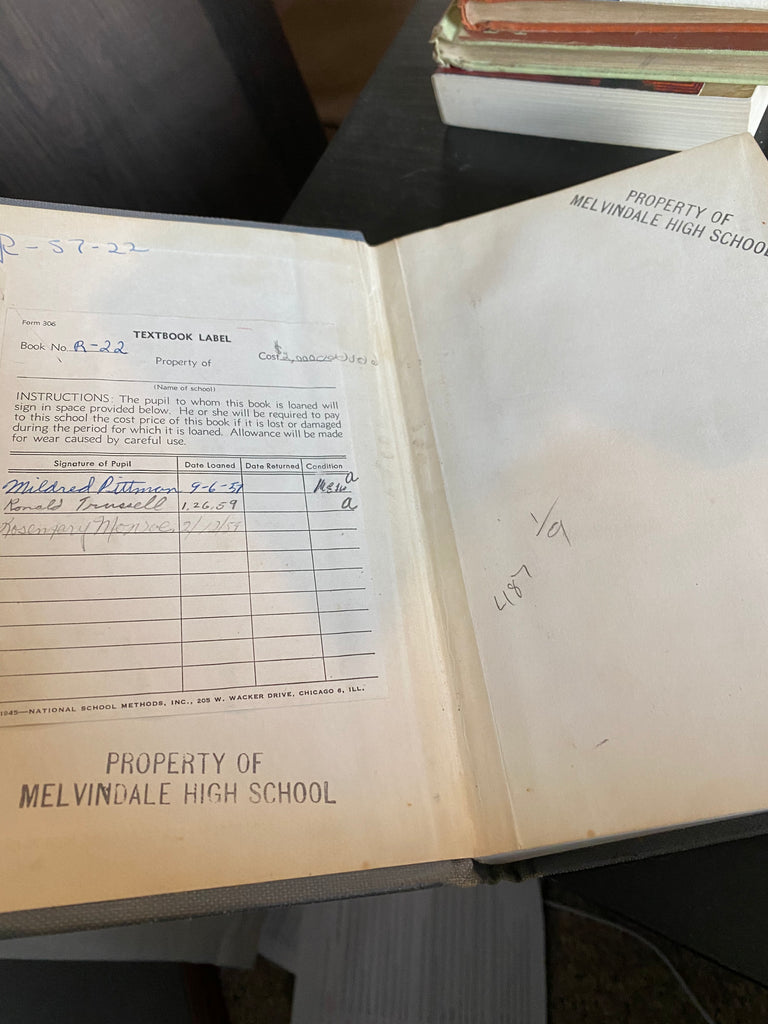 R-57-22
Form 306
TEXTBOOK LABEL
Book No. R-22
Cost $2,000
Property of
(Name of school)
INSTRUCTIONS: The pupil to whom this book is loaned will
sign in space provided below. He or she will be required to pay
to this school the cost price of this book if it is lost or damaged
during the period for which it is loaned. Allowance will be made
for wear caused by careful use.
Signature of Pupil Date Loaned Date Returned Condition
Mildred Pittman 9-6-57 New a
Ronald Trussell 1,26,59 a
Rosemary Monroe
1945—NATIONAL SCHOOL METHODS, INC., 205 W. WACKER DRIVE, CHICAGO 6, ILL.
PROPERTY OF
MELVINDALE HIGH SCHOOL
PROPERTY OF
MELVINDALE HIGH SCHOOL
1/9
487